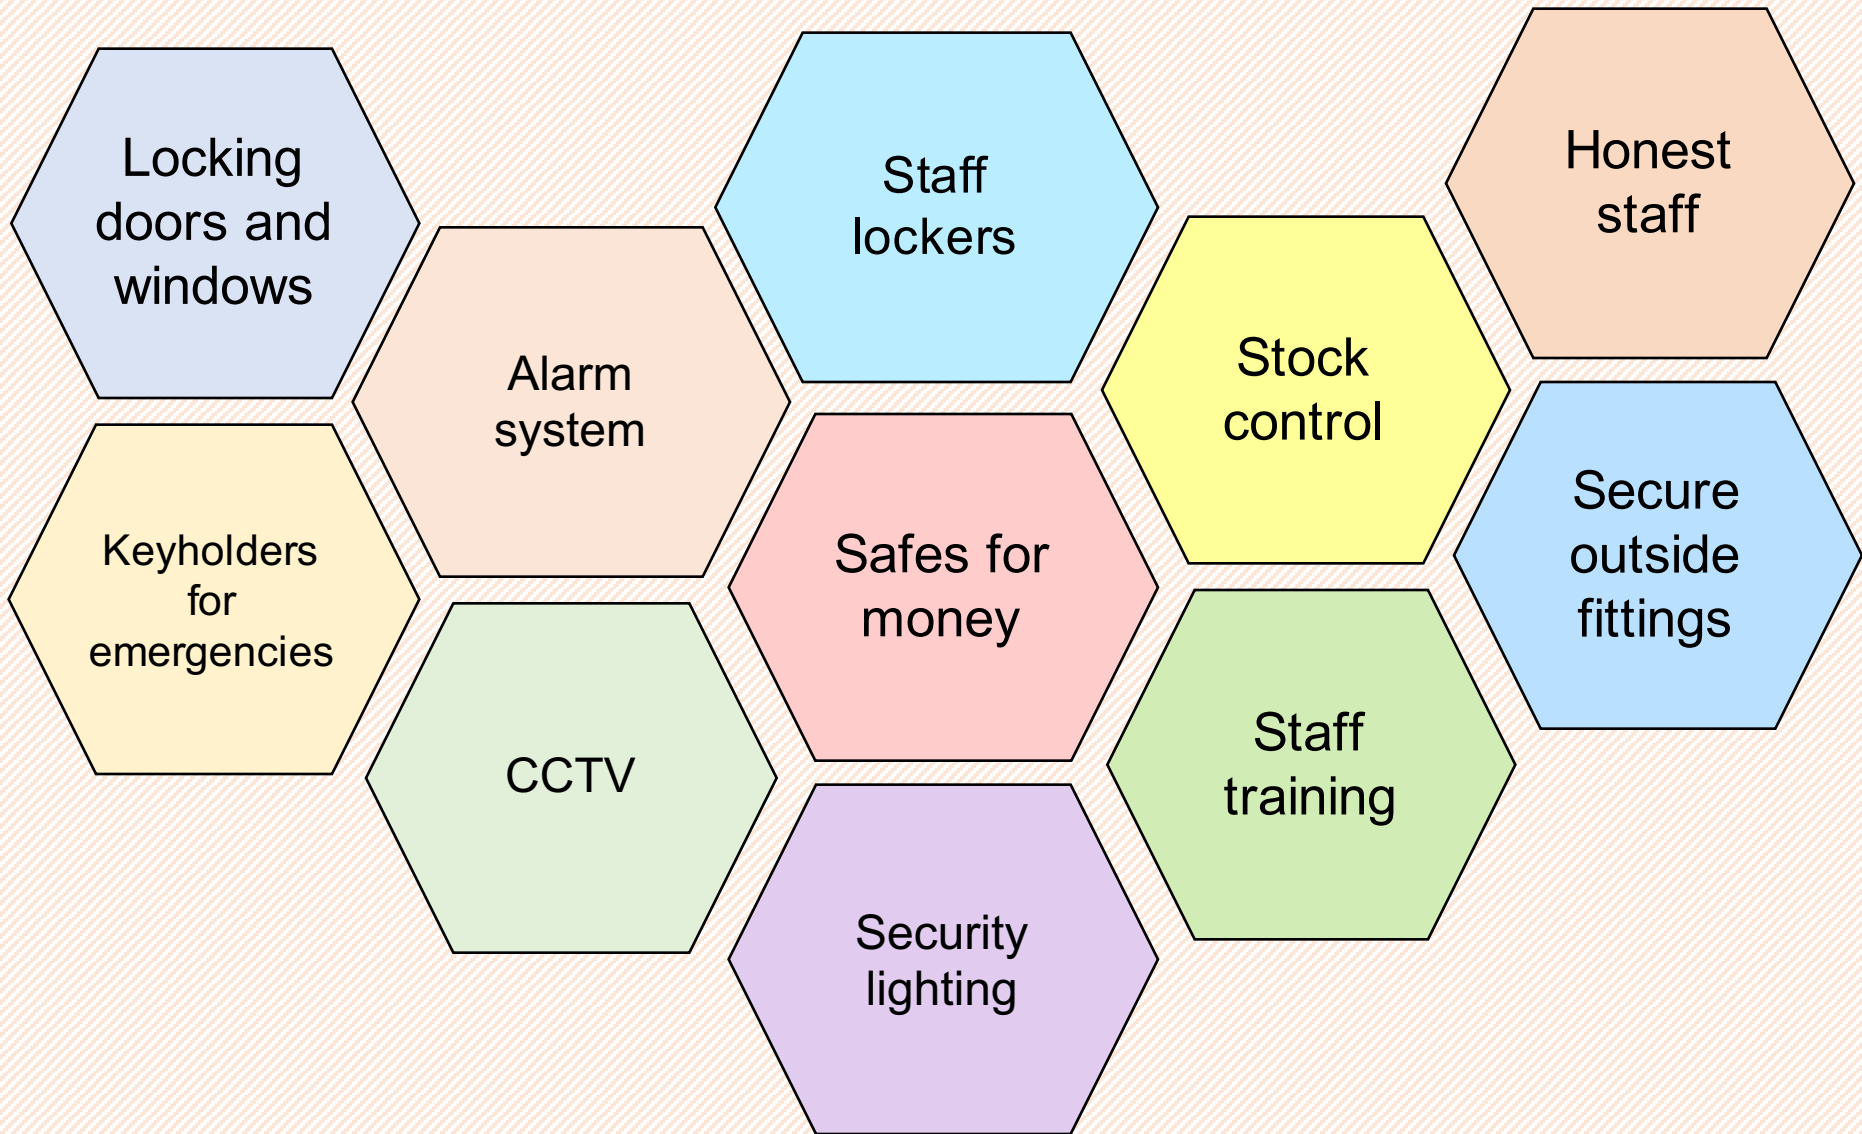 Locking
doors and
windows
Staff
lockers
Honest
staff
Alarm
system
Stock
control
Keyholders
for
emergencies
Safes for
money
Secure
outside
fittings
CCTV
Staff
training
Security
lighting